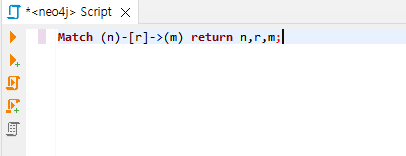 *<neo4j> Script
Match (n)-[r]->(m) return n,r,m;